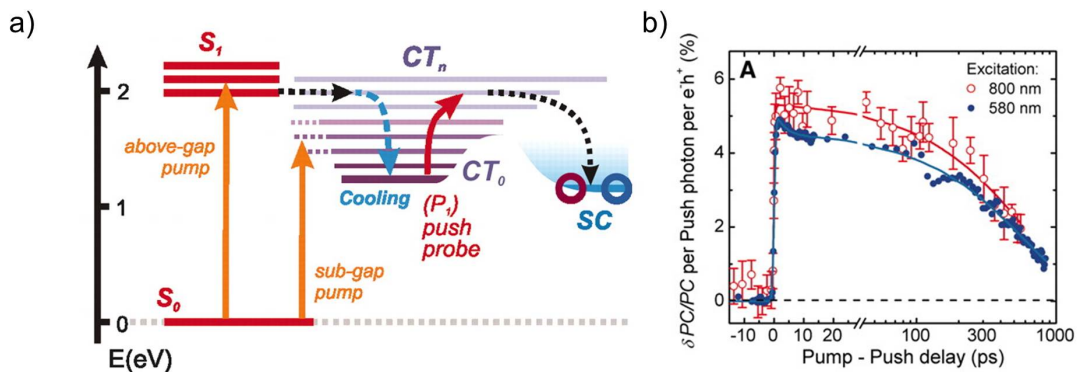 a)
S₁
CTₙ
2
above-gap
pump
CT₀
Cooling
1
(P₁)
push
probe
SC
sub-gap
pump
S₀
0
E(eV)
b)
A
Excitation:
800 nm
580 nm
6
4
2
0
δPC/PC per Push photon per e⁻h⁺ (%)
-10 0 10 20 100 300 1000
Pump - Push delay (ps)